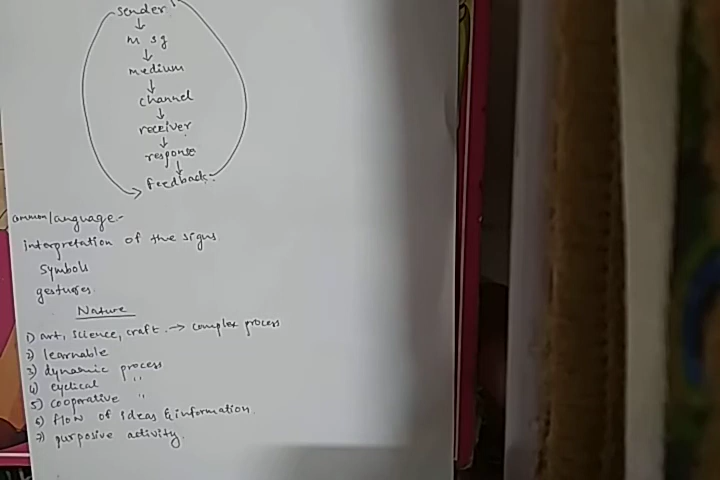 sender
↓
msg
↓
medium
↓
channel
↓
receiver
↓
response
↓
feedback
ommon language-
interpretation of the signs
symbols
gestures.
Nature
1) art, science, craft. → complex process
2) learnable
3) dynamic process
4) cyclical "
5) cooperative "
6) flow of ideas & information.
7) purposive activity.